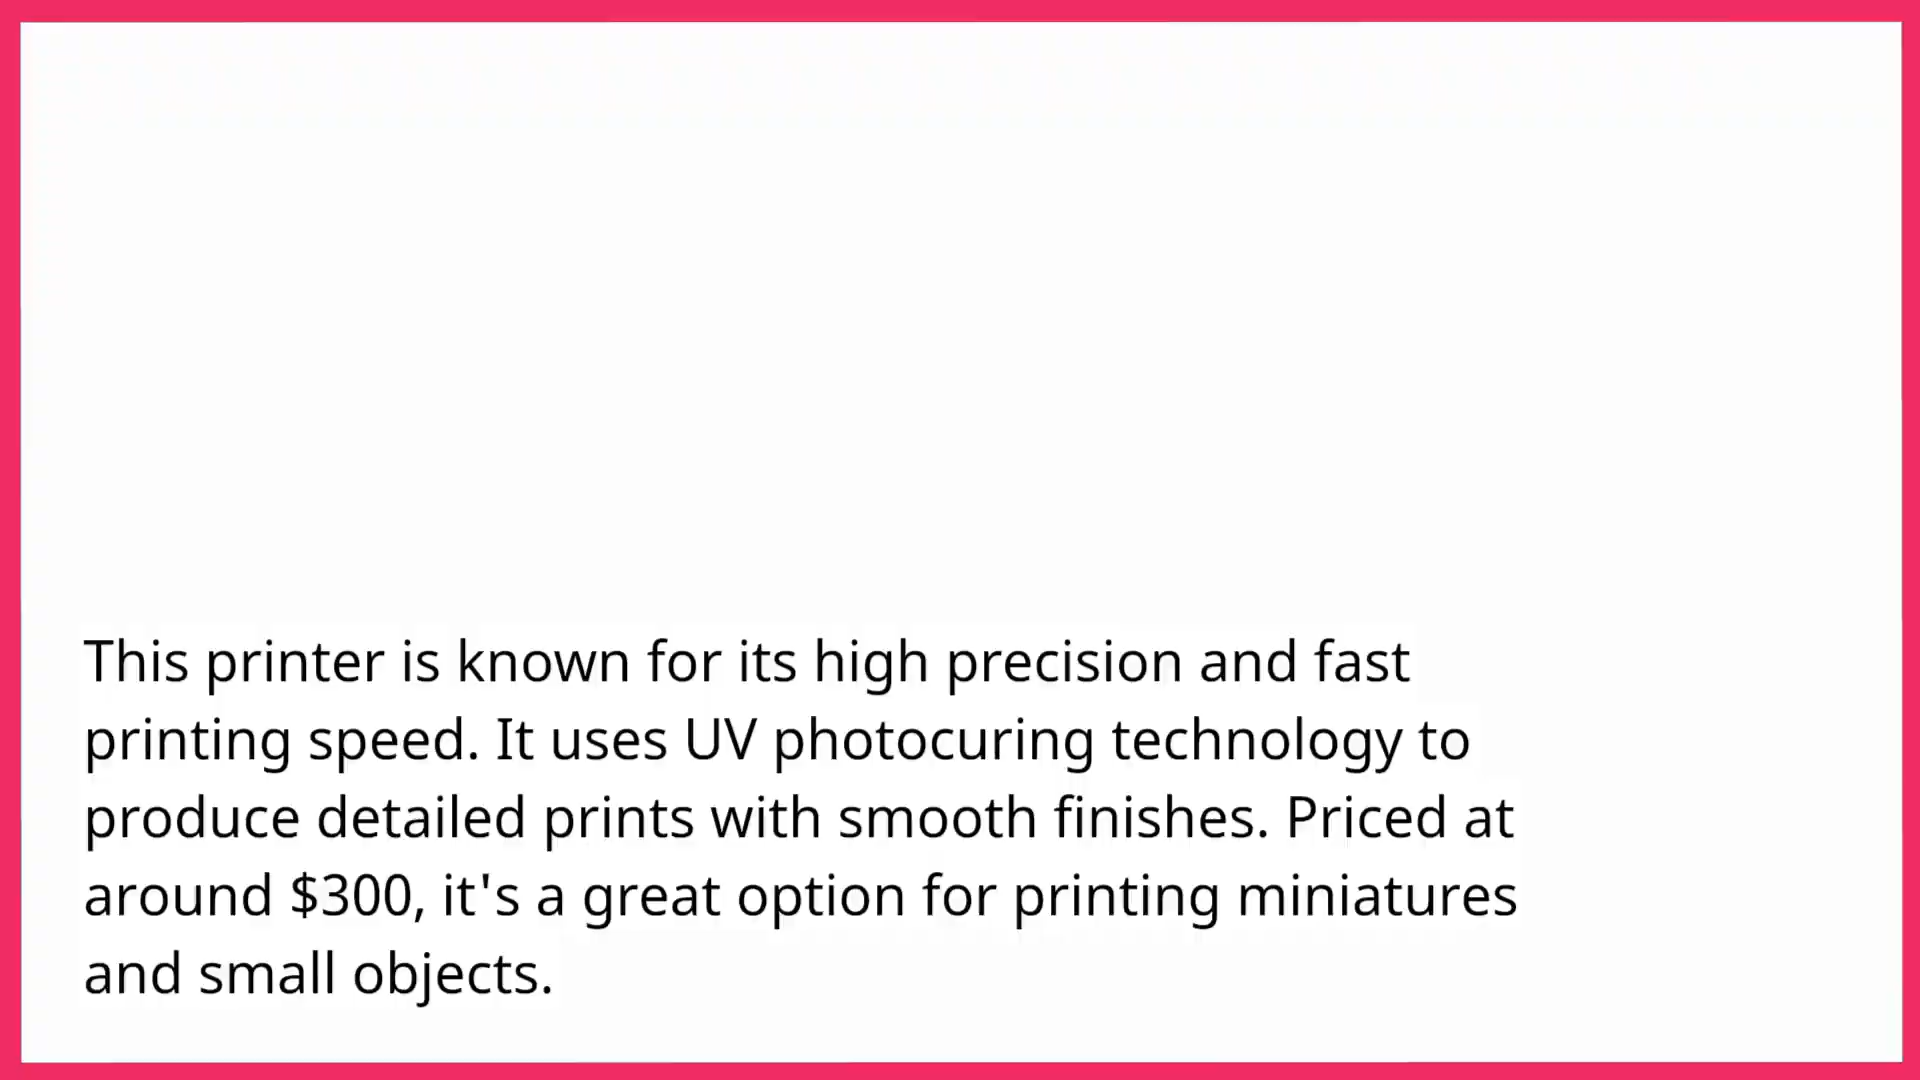 This printer is known for its high precision and fast
printing speed. It uses UV photocuring technology to
produce detailed prints with smooth finishes. Priced at
around $300, it's a great option for printing miniatures
and small objects.